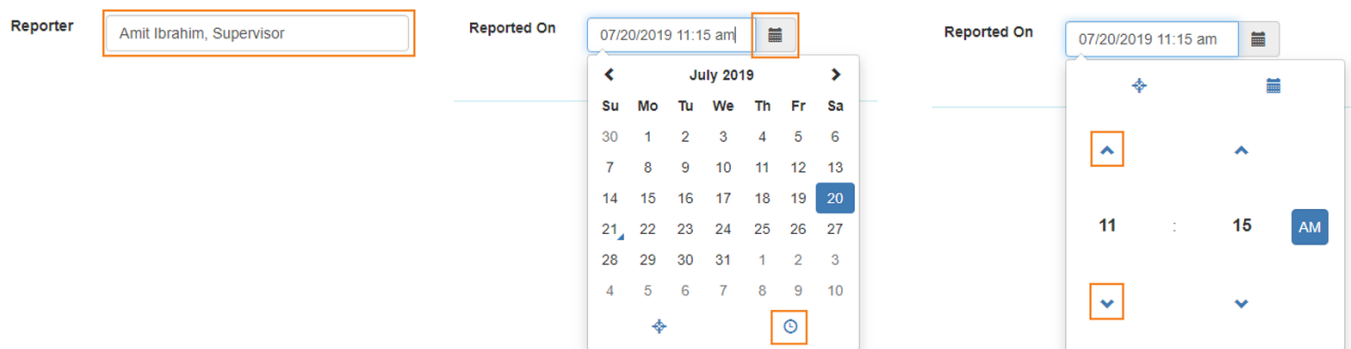 Reporter
Amit Ibrahim, Supervisor
Reported On
07/20/2019 11:15 am
July 2019
Su Mo Tu We Th Fr Sa
30 1 2 3 4 5 6
7 8 9 10 11 12 13
14 15 16 17 18 19 20
21 22 23 24 25 26 27
28 29 30 31 1 2 3
4 5 6 7 8 9 10
Reported On
07/20/2019 11:15 am
11 : 15 AM